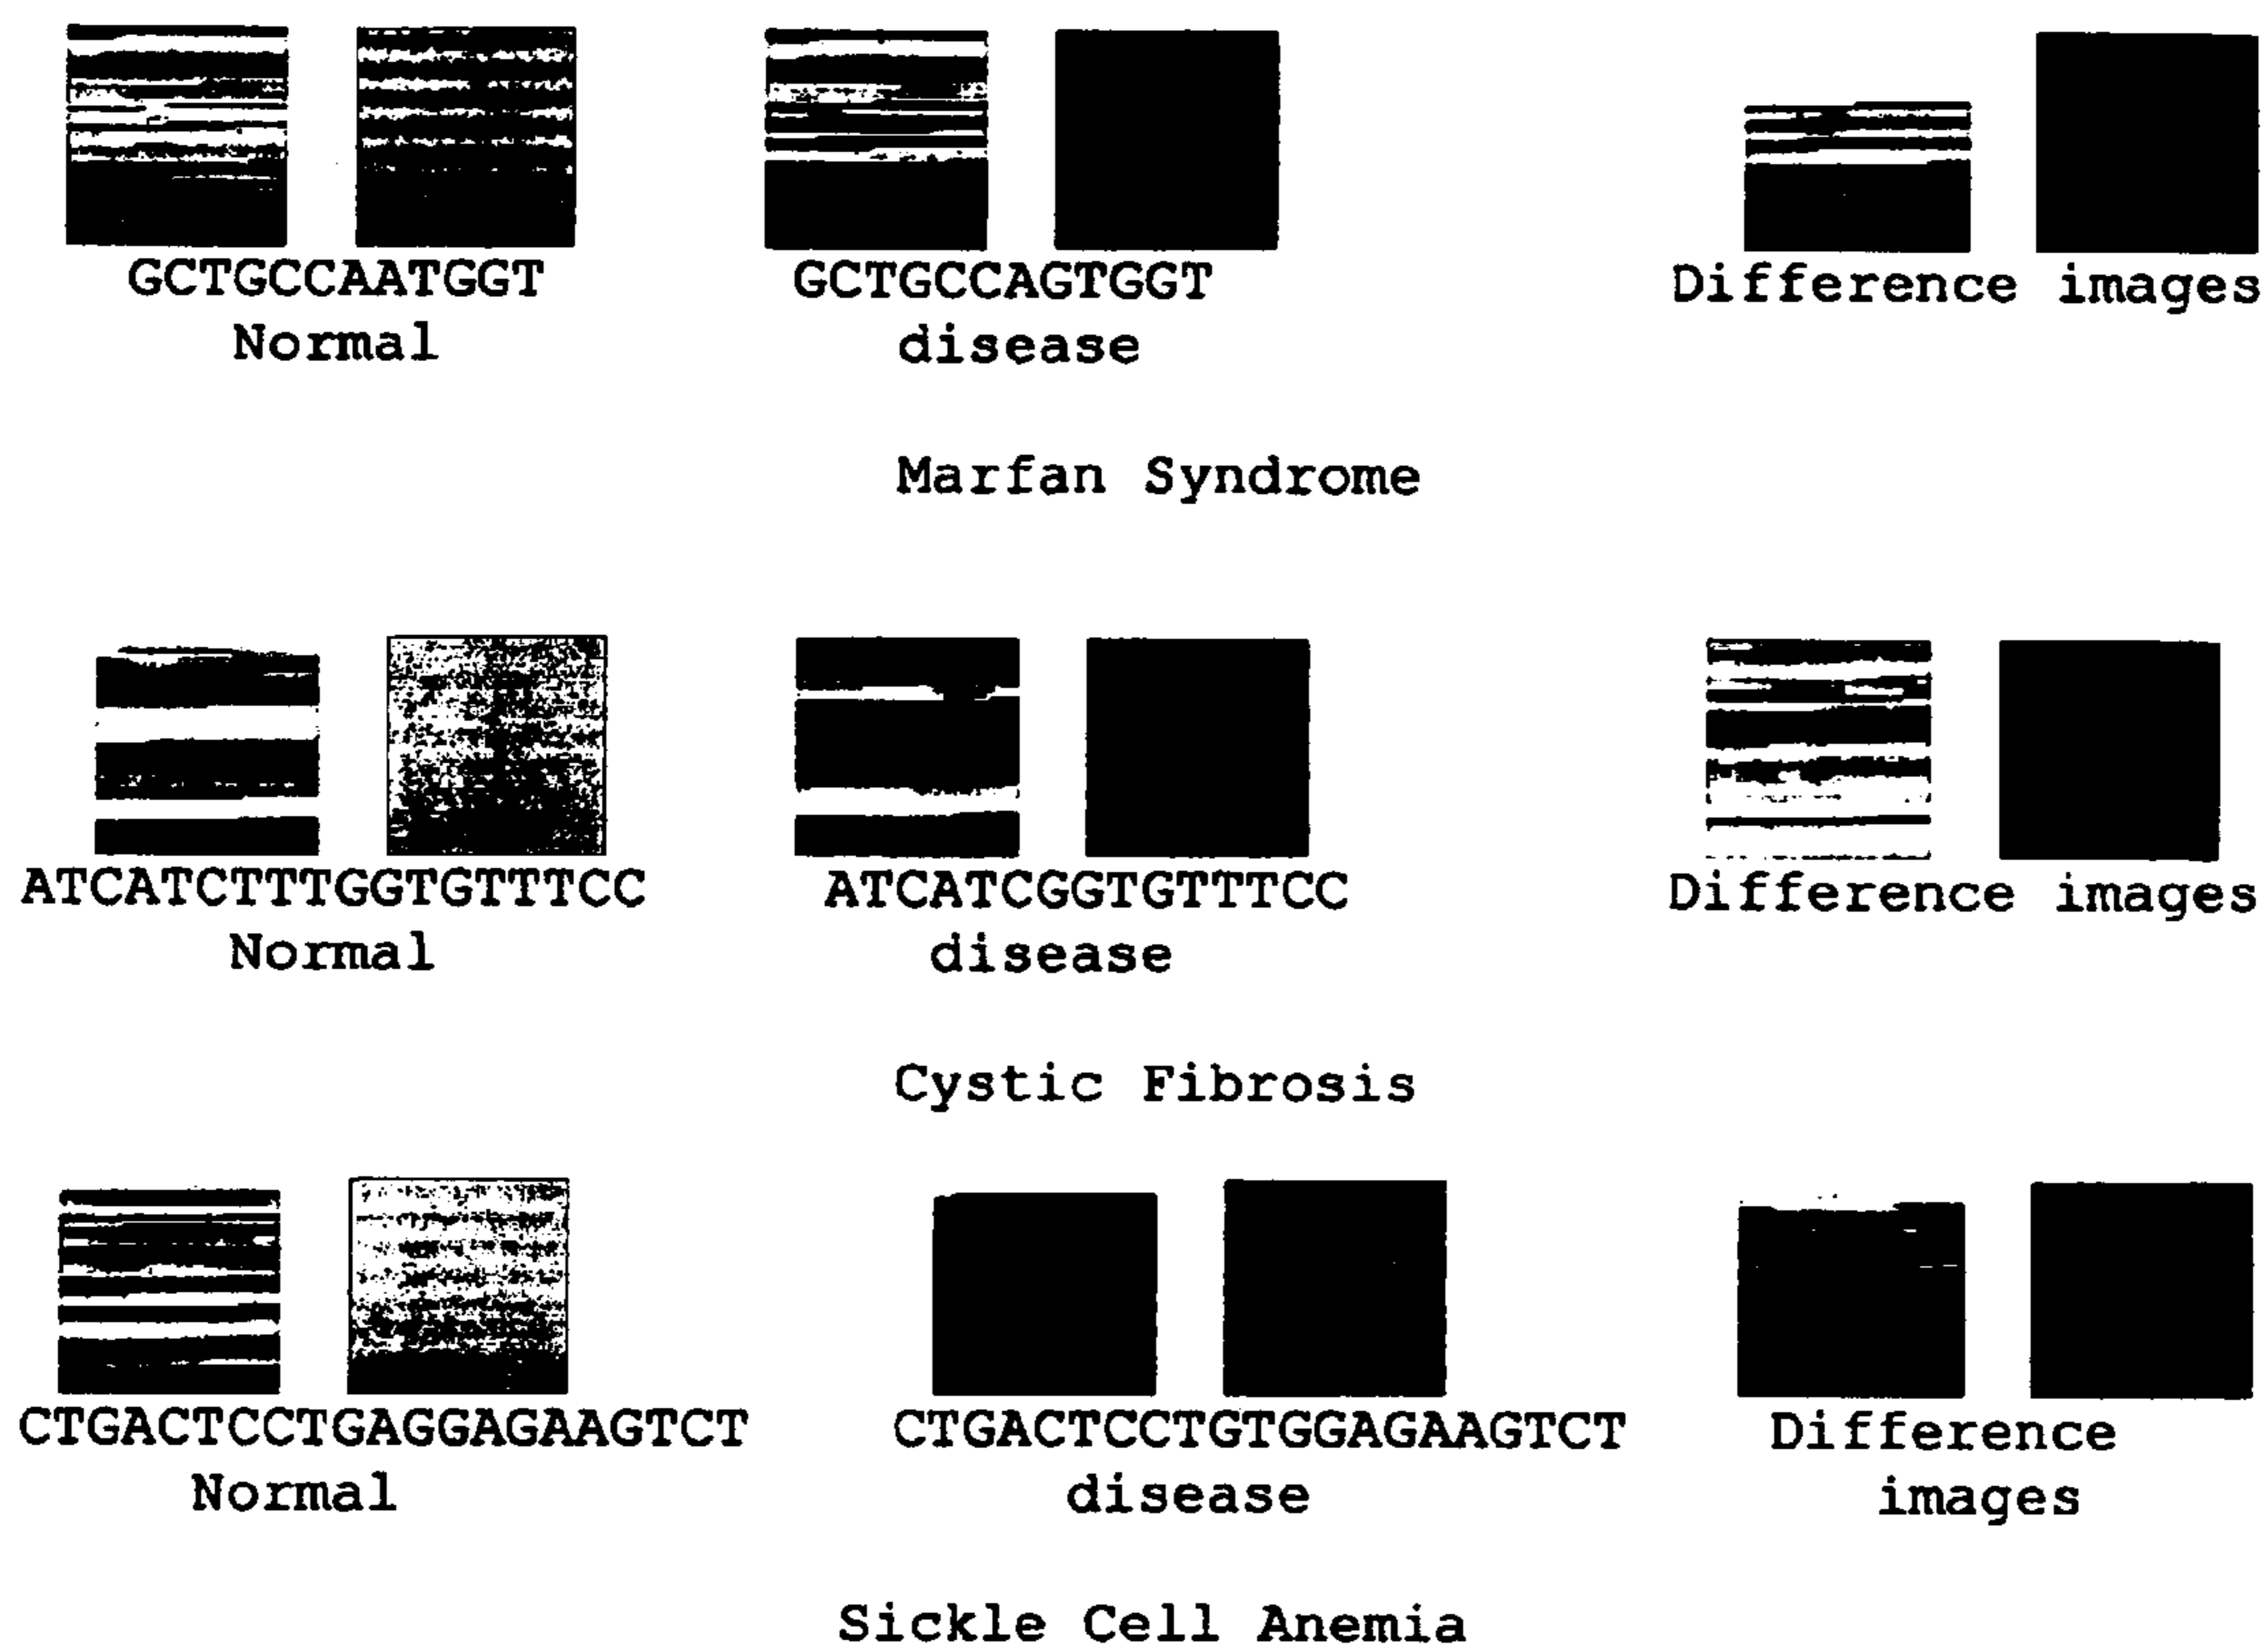 GCTGCCAATGGT GCTGCCAGTGGT Difference images
Normal disease
Marfan Syndrome
ATCATCTTTGGTGTTTCC ATCATCGGTGTTTCC Difference images
Normal disease
Cystic Fibrosis
CTGACTCCTGAGGAGAAGTCT CTGACTCCTGTGGAGAAGTCT Difference
Normal disease images
Sickle Cell Anemia